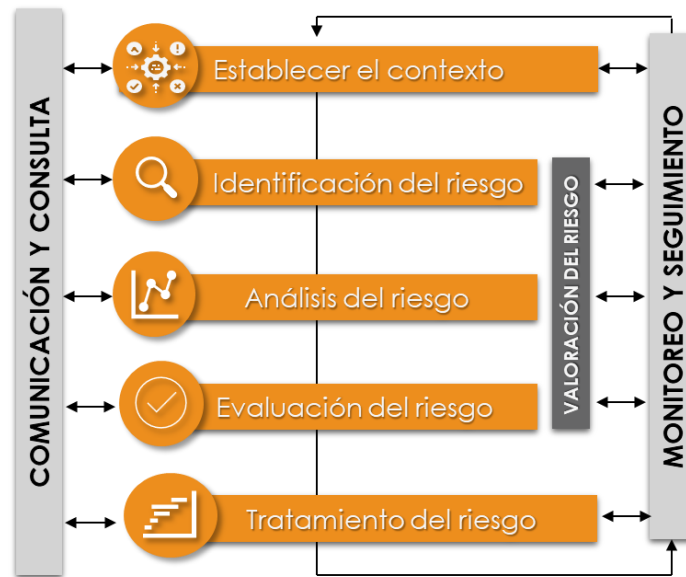 COMUNICACIÓN Y CONSULTA
Establecer el contexto
Identificación del riesgo
Análisis del riesgo
Evaluación del riesgo
Tratamiento del riesgo
VALORACIÓN DEL RIESGO
MONITOREO Y SEGUIMIENTO